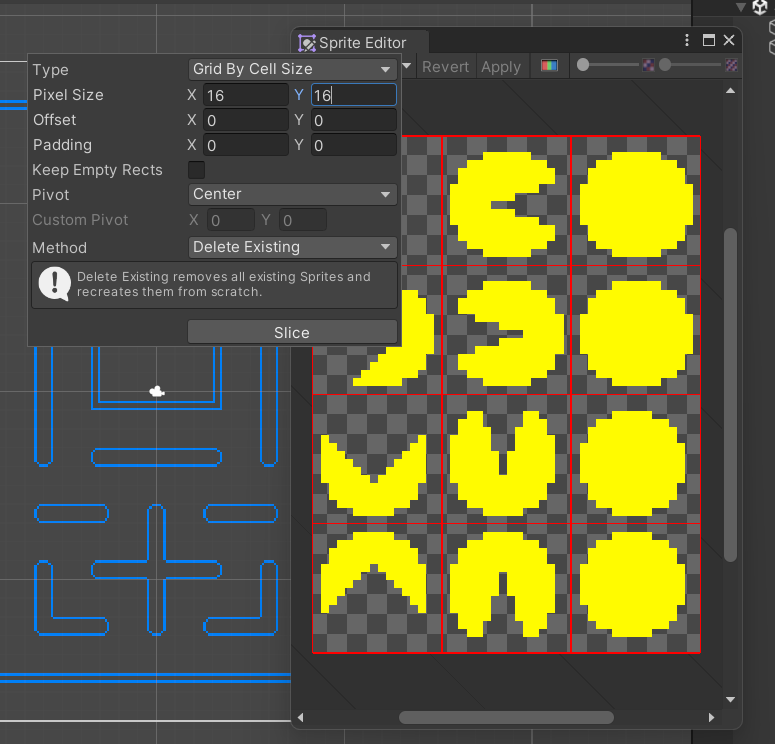 Sprite Editor
Type Grid By Cell Size
Revert Apply
Pixel Size X 16 Y 16
Offset X 0 Y 0
Padding X 0 Y 0
Keep Empty Rects
Pivot Center
Custom Pivot X 0 Y 0
Method Delete Existing
Delete Existing removes all existing Sprites and
recreates them from scratch.
Slice